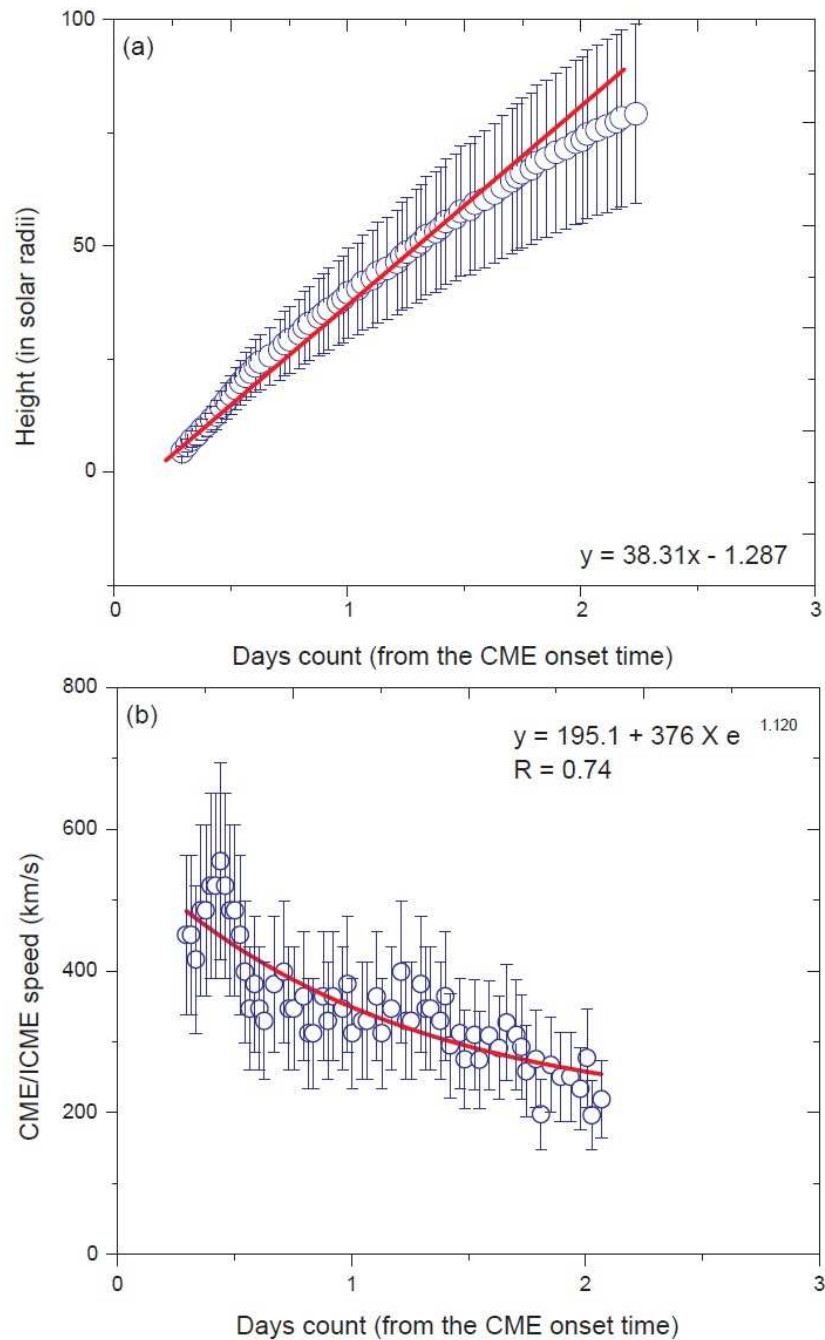 100
(a)
50
0
Height (in solar radii)
y = 38.31x - 1.287
0 1 2 3
Days count (from the CME onset time)
800
(b)
y = 195.1 + 376 X e 1.120
R = 0.74
600
400
200
0
CME/ICME speed (km/s)
0 1 2 3
Days count (from the CME onset time)